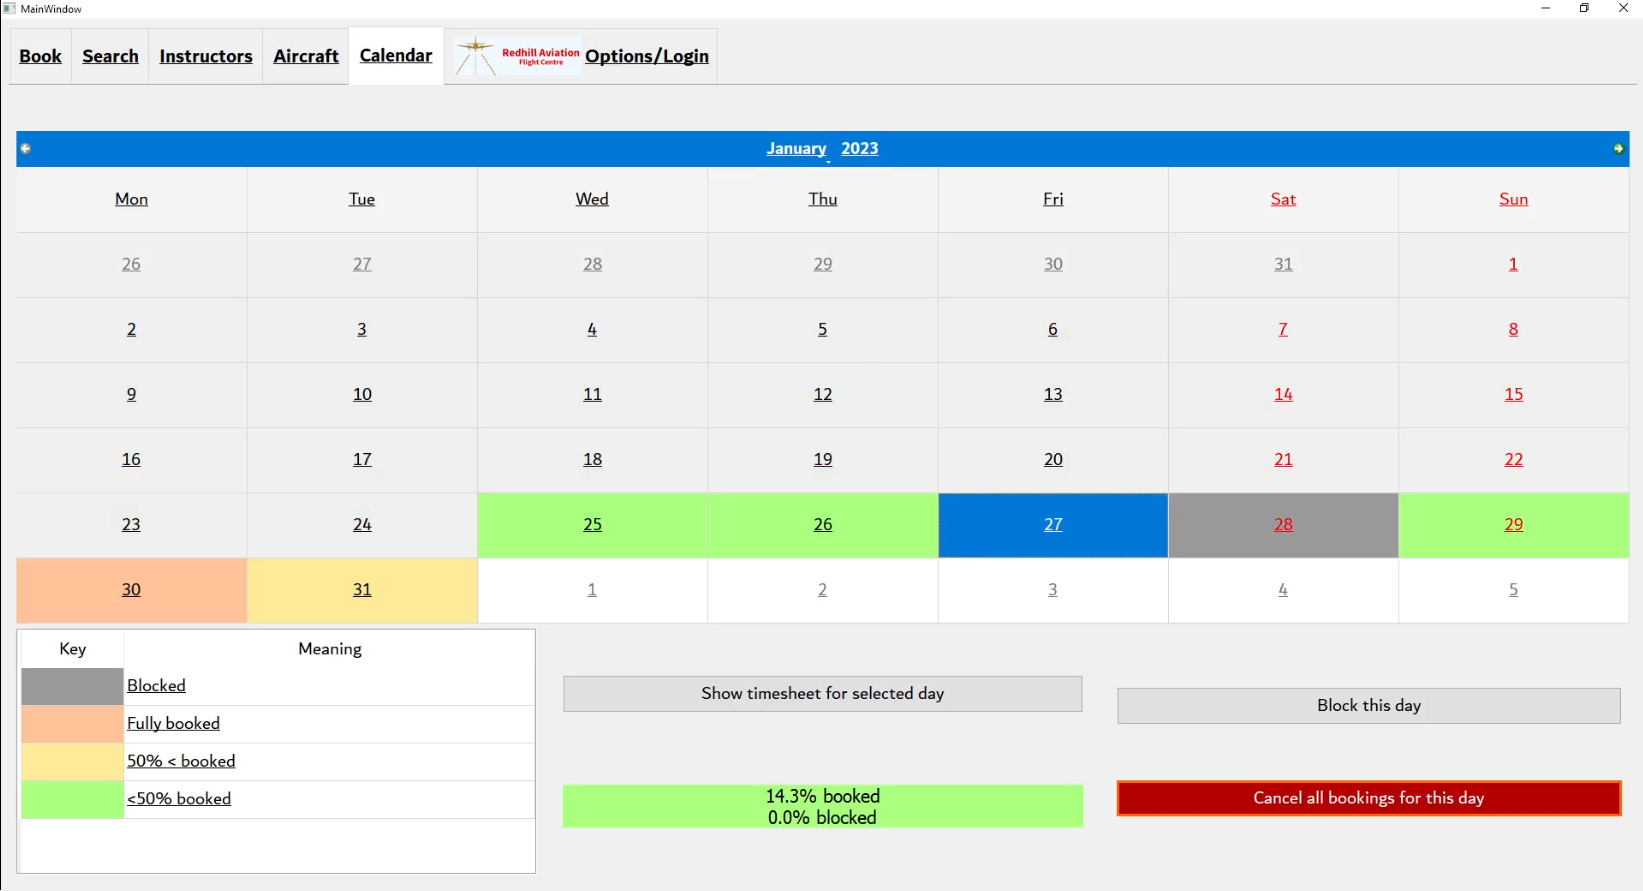 MainWindow
Book Search Instructors Aircraft Calendar Redhill Aviation Flight Centre Options/Login
January 2023
Mon Tue Wed Thu Fri Sat Sun
26 27 28 29 30 31 1
2 3 4 5 6 7 8
9 10 11 12 13 14 15
16 17 18 19 20 21 22
23 24 25 26 27 28 29
30 31 1 2 3 4 5
Key Meaning
Blocked
Fully booked
50% < booked
<50% booked
Show timesheet for selected day
Block this day
14.3% booked
0.0% blocked
Cancel all bookings for this day